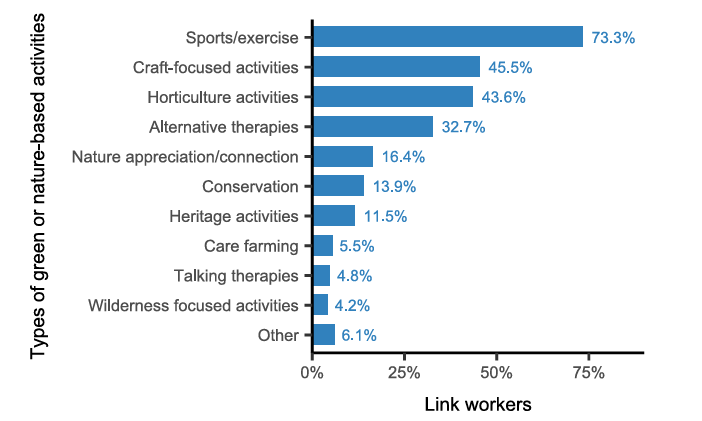 Types of green or nature-based activities
Sports/exercise 73.3%
Craft-focused activities 45.5%
Horticulture activities 43.6%
Alternative therapies 32.7%
Nature appreciation/connection 16.4%
Conservation 13.9%
Heritage activities 11.5%
Care farming 5.5%
Talking therapies 4.8%
Wilderness focused activities 4.2%
Other 6.1%
0% 25% 50% 75%
Link workers